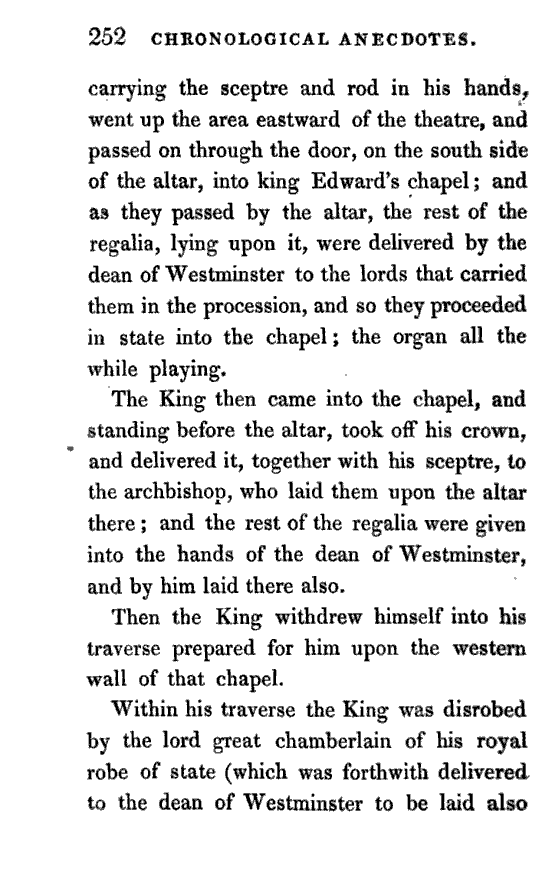 252 CHRONOLOGICAL ANECDOTES.
carrying the sceptre and rod in his hands,
went up the area eastward of the theatre, and
passed on through the door, on the south side
of the altar, into king Edward's chapel; and
as they passed by the altar, the rest of the
regalia, lying upon it, were delivered by the
dean of Westminster to the lords that carried
them in the procession, and so they proceeded
in state into the chapel; the organ all the
while playing.
The King then came into the chapel, and
standing before the altar, took off his crown,
and delivered it, together with his sceptre, to
the archbishop, who laid them upon the altar
there; and the rest of the regalia were given
into the hands of the dean of Westminster,
and by him laid there also.
Then the King withdrew himself into his
traverse prepared for him upon the western
wall of that chapel.
Within his traverse the King was disrobed
by the lord great chamberlain of his royal
robe of state (which was forthwith delivered
to the dean of Westminster to be laid also